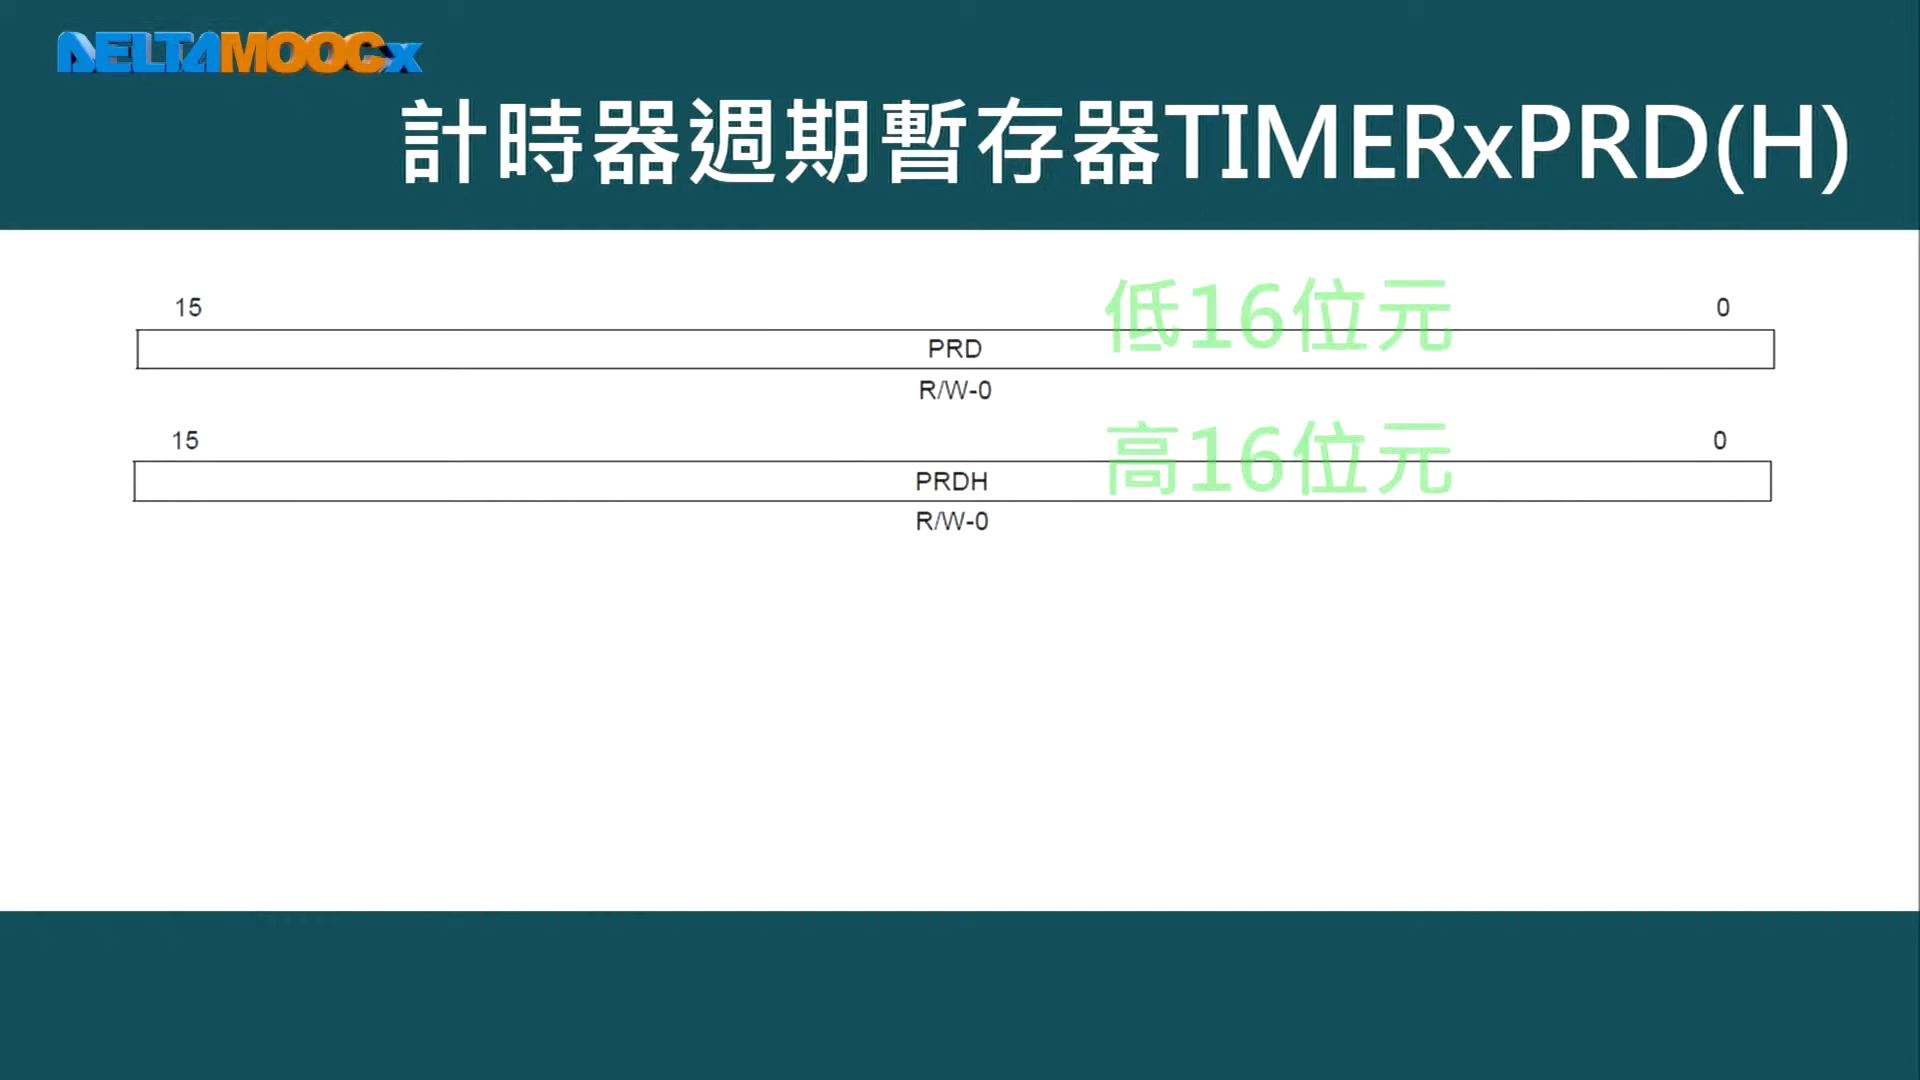 DELTAMOOCx
計時器週期暫存器TIMERxPRD(H)
低16位元
15 0
PRD
R/W-0
高16位元
15 0
PRDH
R/W-0